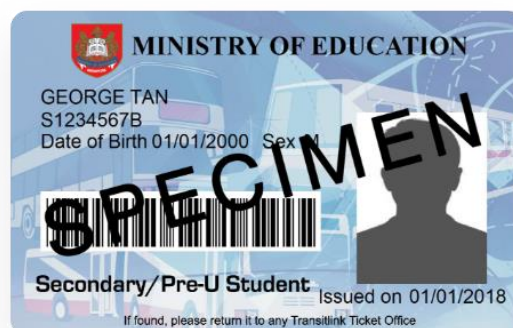 MINISTRY OF EDUCATION
GEORGE TAN
S1234567B
Date of Birth 01/01/2000 Sex M
SPECIMEN
Secondary/Pre-U Student
Issued on 01/01/2018
If found, please return it to any Transitlink Ticket Office